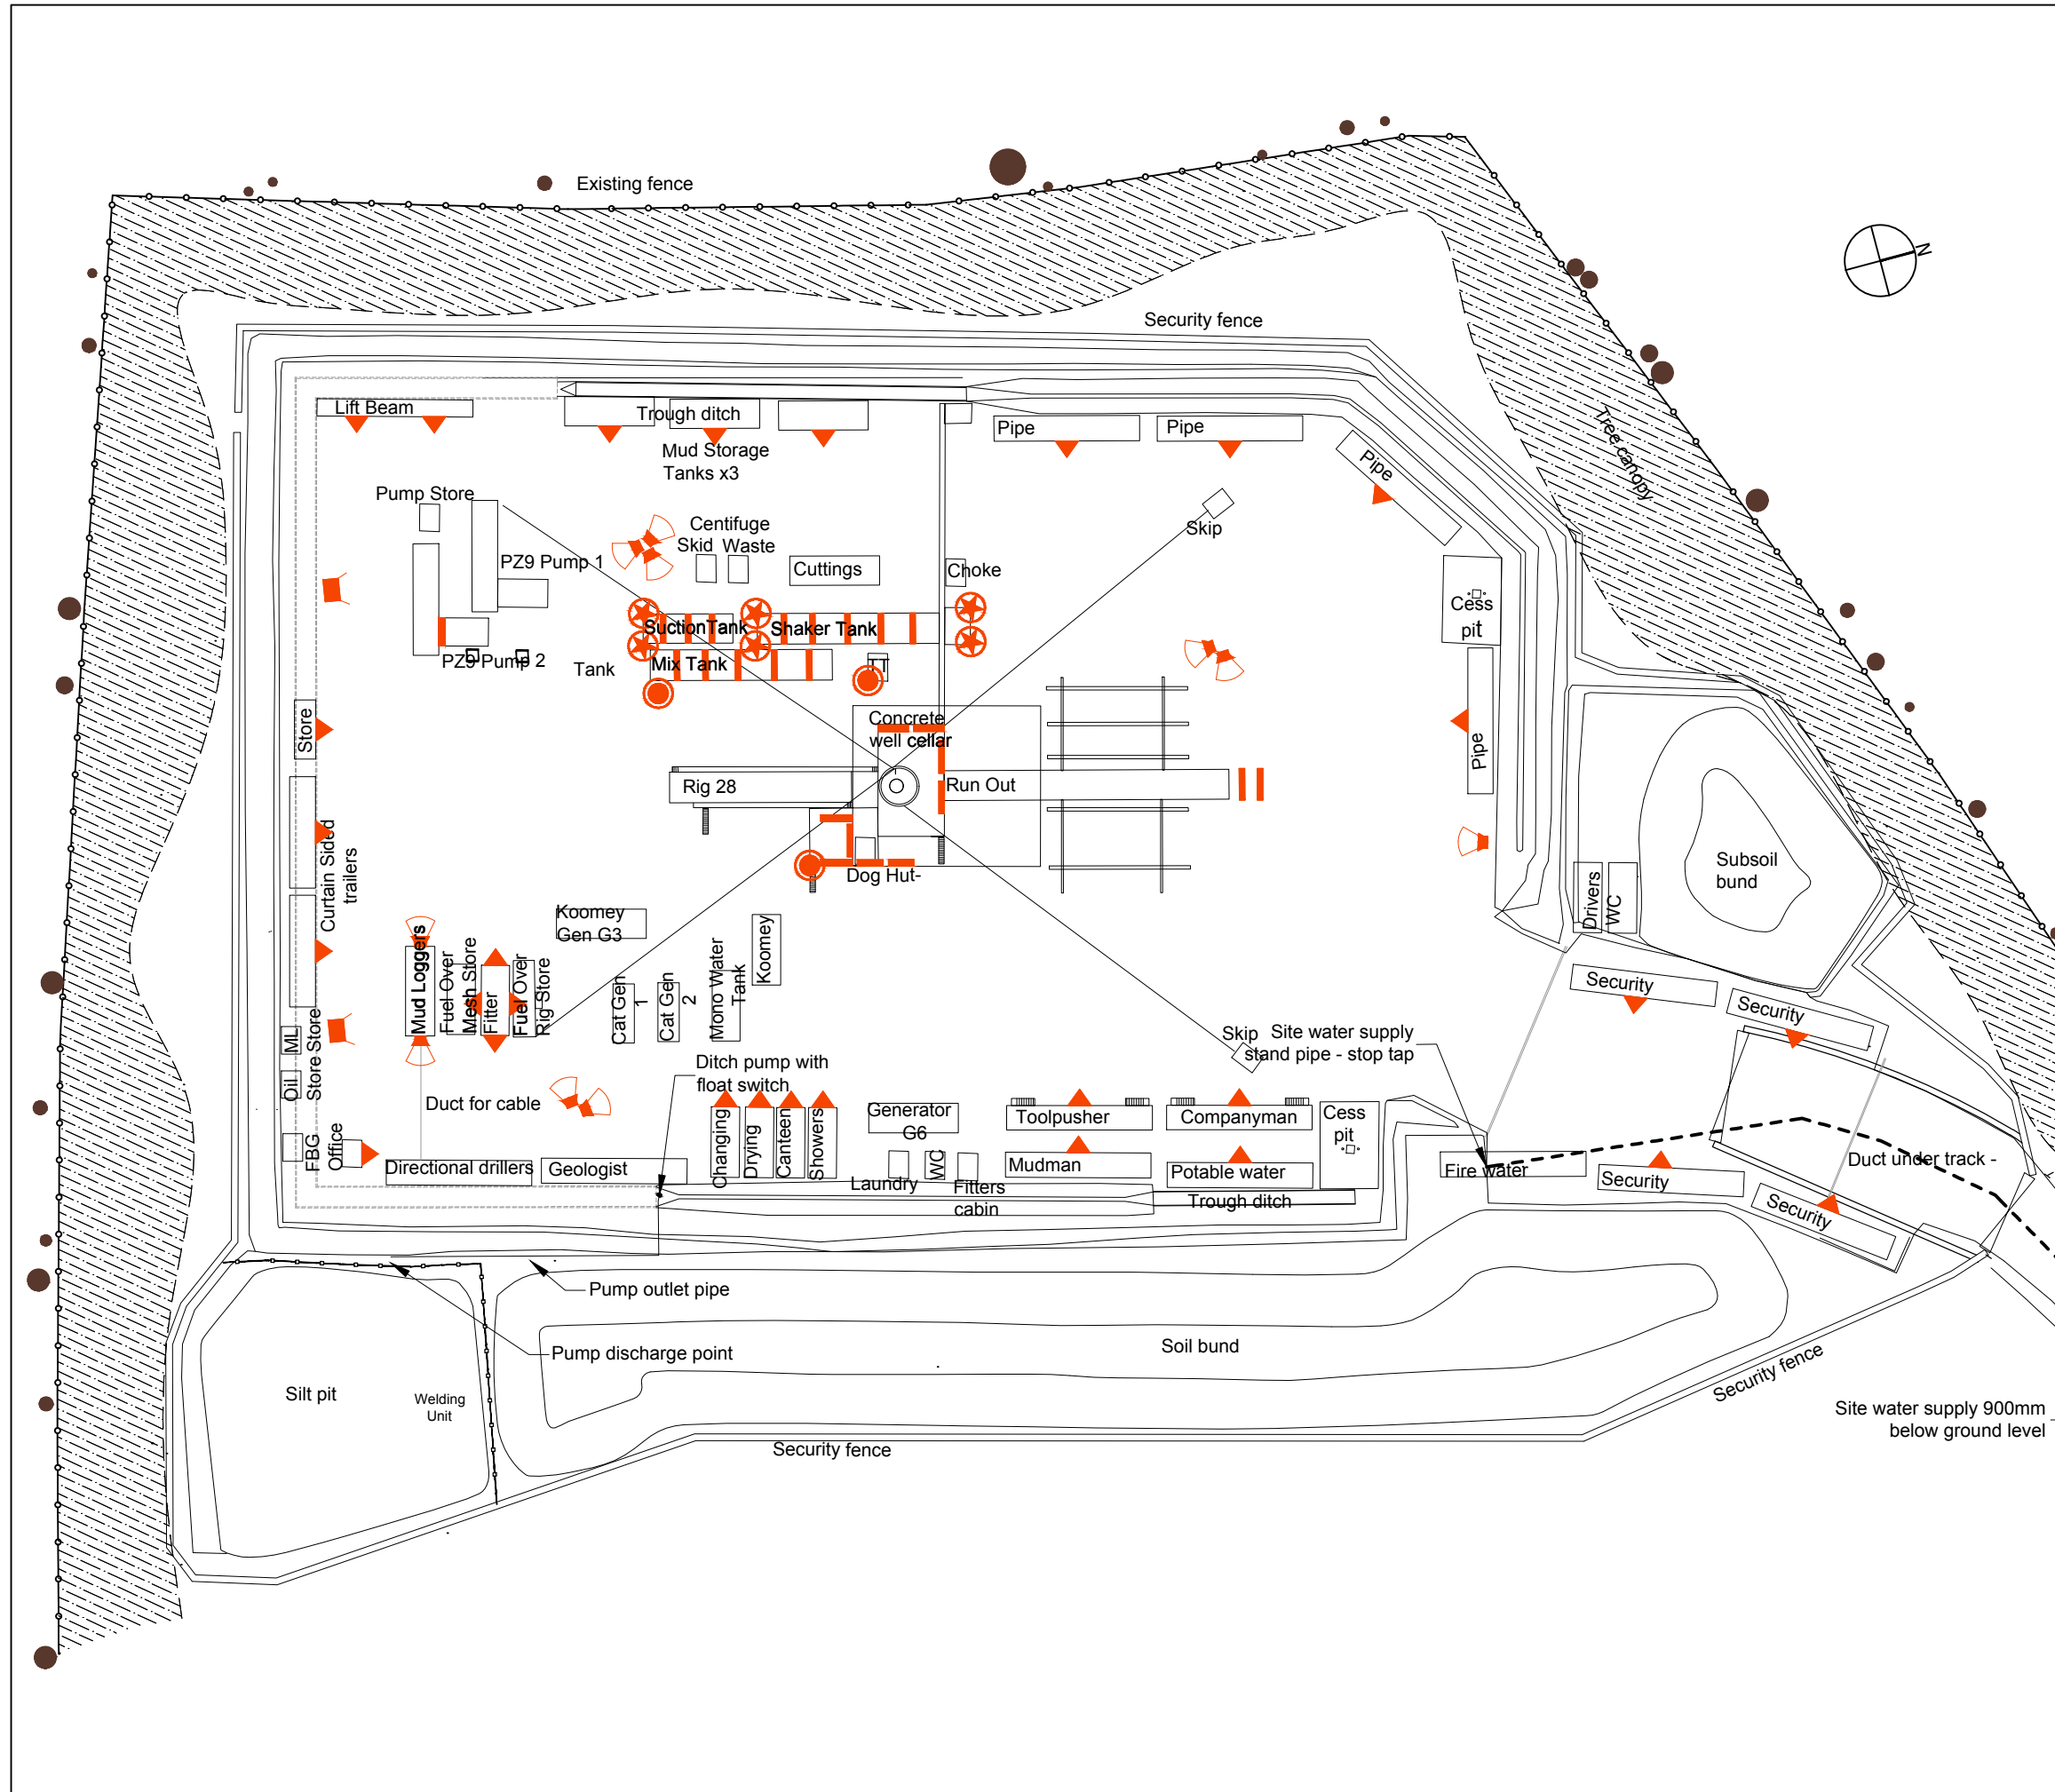 Existing fence
N
Security fence
Tree canopy
Lift Beam
Trough ditch
Mud Storage
Tanks x3
Pipe
Pipe
Pipe
Pump Store
Centifuge
Skid
Waste
Skip
PZ9 Pump 1
Cuttings
Choke
Cess
pit
SuctionTank
Shaker Tank
PZ9 Pump 2
Tank
Mix Tank
TT
Store
Concrete
well cellar
Pipe
Rig 28
Run Out
Curtain Sided
trailers
Dog Hut-
Subsoil
bund
Drivers
WC
Koomey
Gen G3
Koomey
Mud Loggers
Fuel Over
Mesh Store
Fitter
Fuel Over
Rig Store
Cat Gen
1
Cat Gen
2
Mono Water
Tank
Security
Security
ML
Store
Oil
Store
Skip
Site water supply
stand pipe - stop tap
Ditch pump with
float switch
Duct for cable
FBG
Office
Changing
Drying
Canteen
Showers
Generator
G6
Toolpusher
Companyman
Cess
pit
Directional drillers
Geologist
Laundry
WC
Fitters
cabin
Mudman
Potable water
Trough ditch
Fire water
Security
Security
Duct under track -
Pump outlet pipe
Pump discharge point
Soil bund
Silt pit
Welding
Unit
Security fence
Security fence
Site water supply 900mm
below ground level